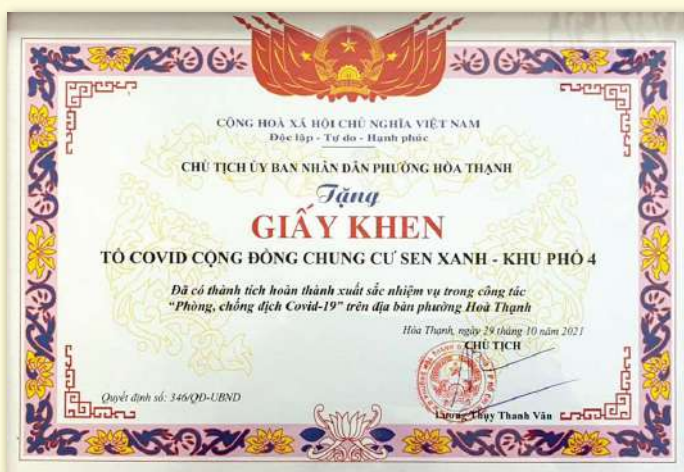 CỘNG HOÀ XÃ HỘI CHỦ NGHĨA VIỆT NAM
Độc lập - Tự do - Hạnh phúc
CHỦ TỊCH ỦY BAN NHÂN DÂN PHƯỜNG HÒA THẠNH
Tặng
GIẤY KHEN
TỔ COVID CỘNG ĐỒNG CHUNG CƯ SEN XANH - KHU PHỐ 4
Đã có thành tích hoàn thành xuất sắc nhiệm vụ trong công tác
“Phòng, chống dịch Covid-19” trên địa bàn phường Hoà Thạnh
Hòa Thạnh, ngày 29 tháng 10 năm 2021
CHỦ TỊCH
Quyết định số: 346/QĐ-UBND
Lương Thụy Thanh Vân